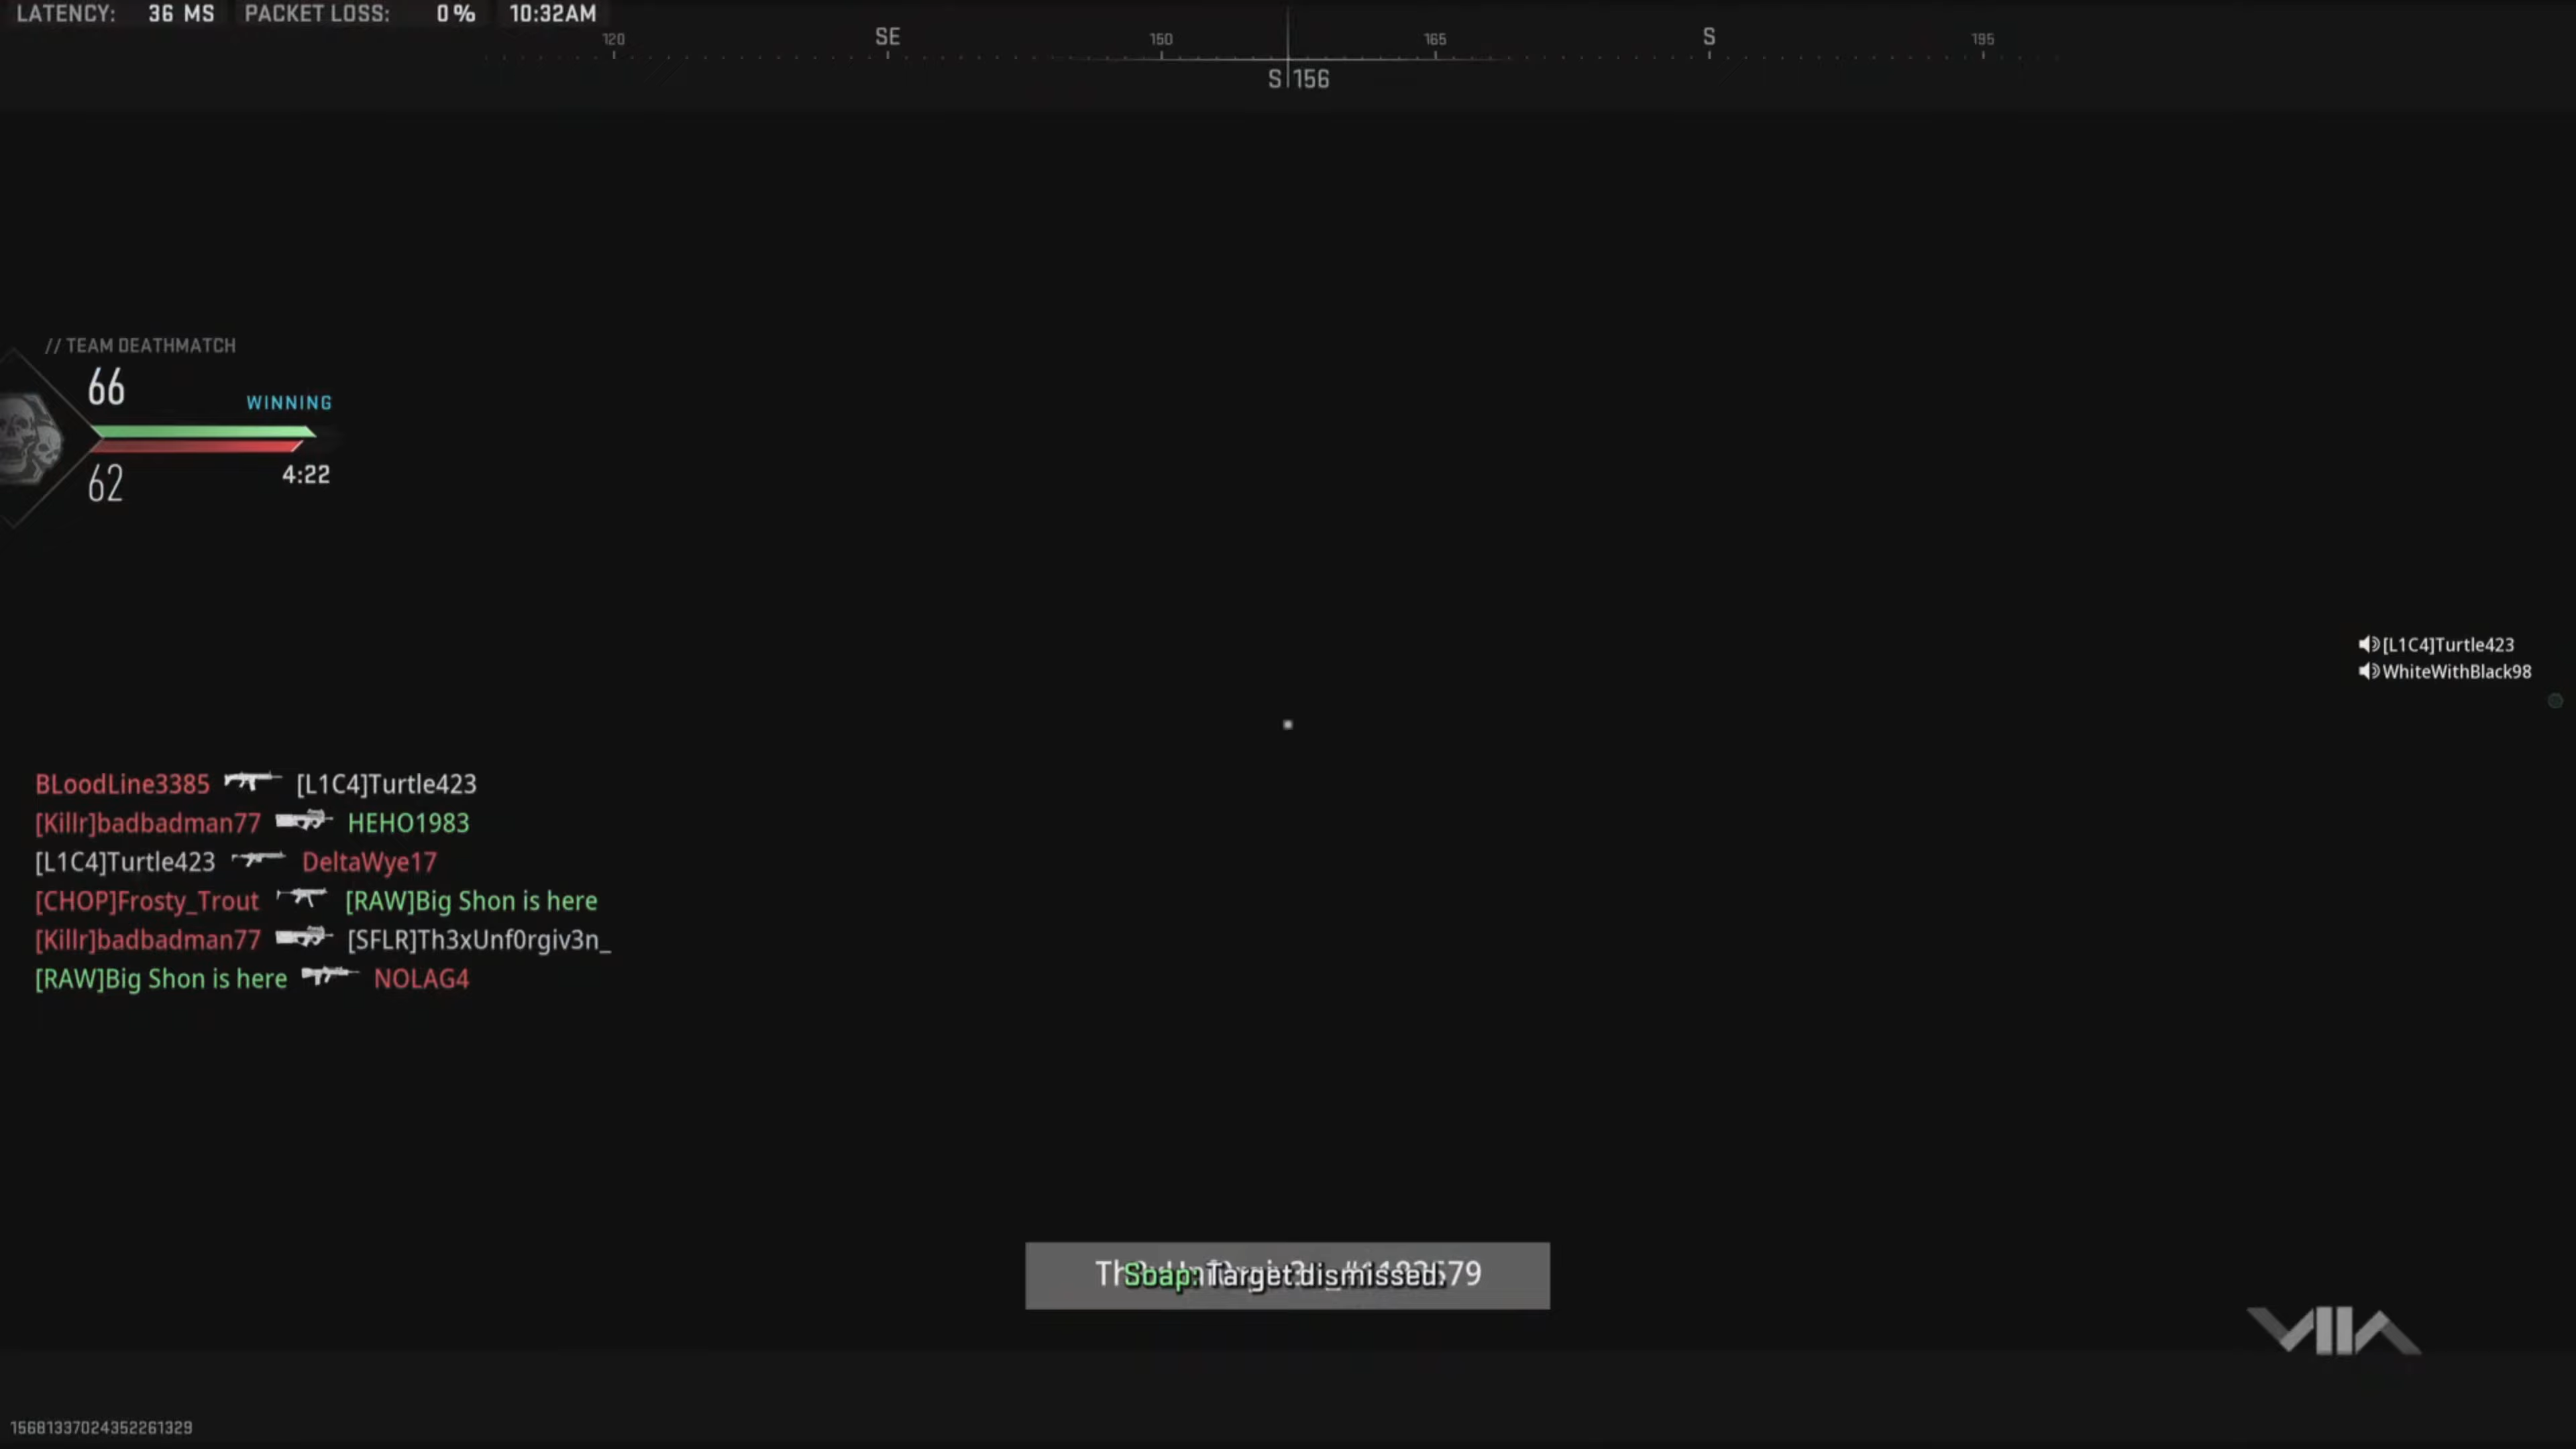 LATENCY: 36 MS PACKET LOSS: 0% 10:32AM
120 SE 150 165 S 195
S 156
// TEAM DEATHMATCH
66
WINNING
62
4:22
[L1C4]Turtle423
WhiteWithBlack98
BLoodLine3385 [L1C4]Turtle423
[Killr]badbadman77 HEHO1983
[L1C4]Turtle423 DeltaWye17
[CHOP]Frosty_Trout [RAW]Big Shon is here
[Killr]badbadman77 [SFLR]Th3xUnf0rgiv3n_
[RAW]Big Shon is here NOLAG4
Soap: Target dismissed.
15681337024352261329